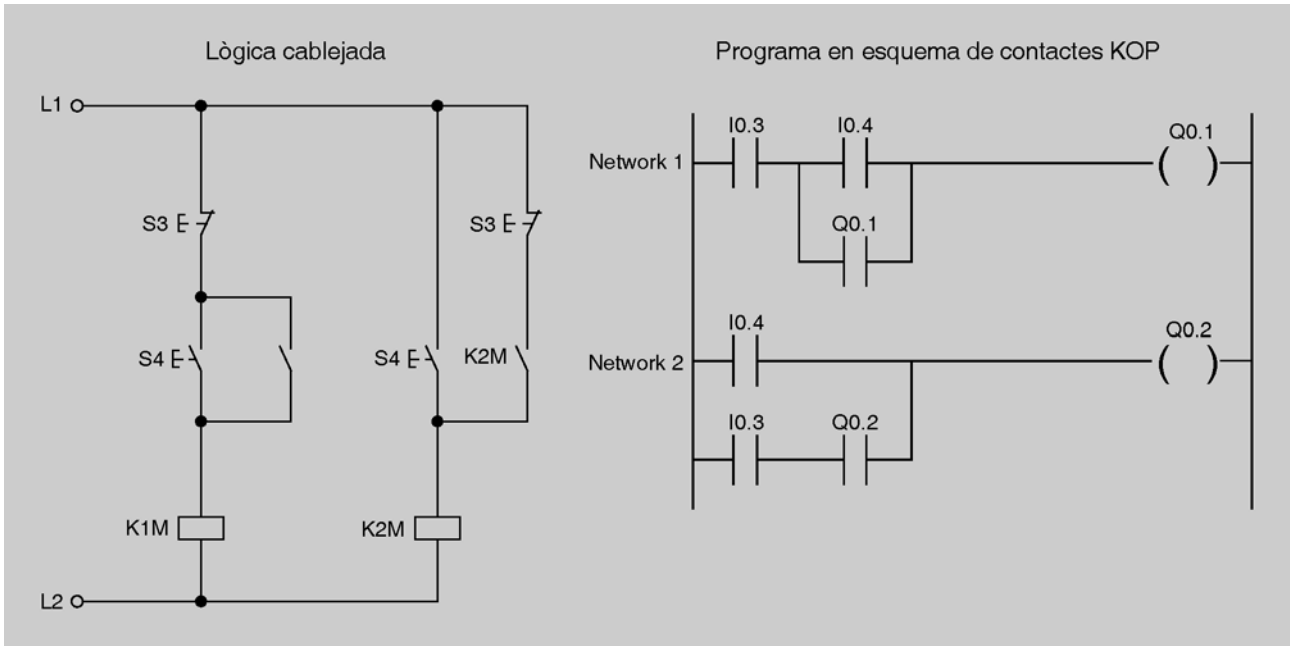 Lògica cablejada
L1
S3
S3
S4
S4
K2M
K1M
K2M
L2
Programa en esquema de contactes KOP
Network 1
I0.3
I0.4
Q0.1
Q0.1
Network 2
I0.4
Q0.2
I0.3
Q0.2